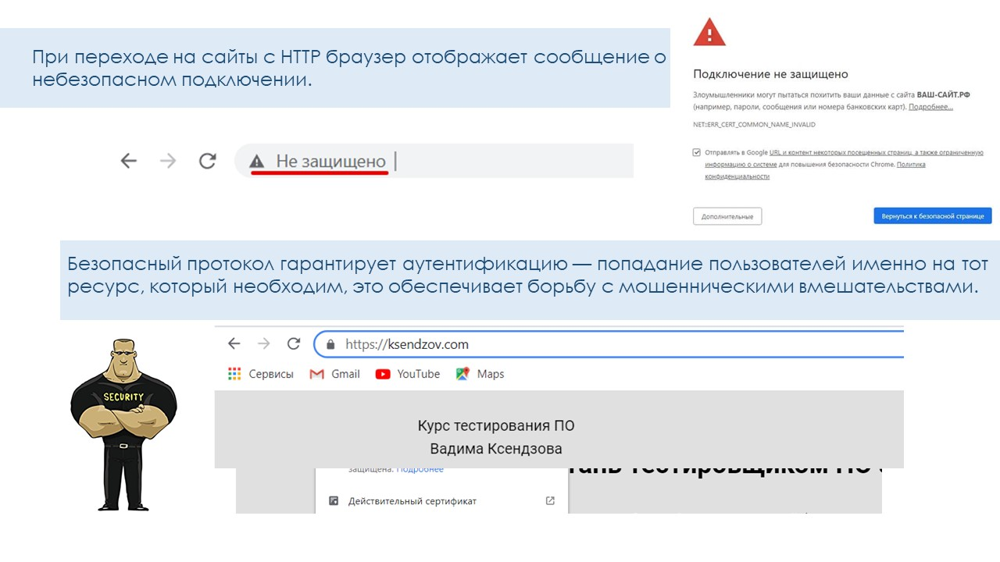 При переходе на сайты с HTTP браузер отображает сообщение о
небезопасном подключении.
Не защищено
Подключение не защищено
Злоумышленники могут пытаться похитить ваши данные с сайта ВАШ-САЙТ.РФ
(например, пароли, сообщения или номера банковских карт). Подробнее...
NET::ERR_CERT_COMMON_NAME_INVALID
Отправлять в Google URL и контент некоторых посещенных страниц, а также ограниченную
информацию о системе для повышения безопасности Chrome. Политика
конфиденциальности
Дополнительные
Вернуться к безопасной странице
Безопасный протокол гарантирует аутентификацию — попадание пользователей именно на тот
ресурс, который необходим, это обеспечивает борьбу с мошенническими вмешательствами.
https://ksendzov.com
Сервисы Gmail YouTube Maps
SECURITY
Курс тестирования ПО
Вадима Ксендзова
защищена. Подробнее
тестировщиком ПО
Действительный сертификат